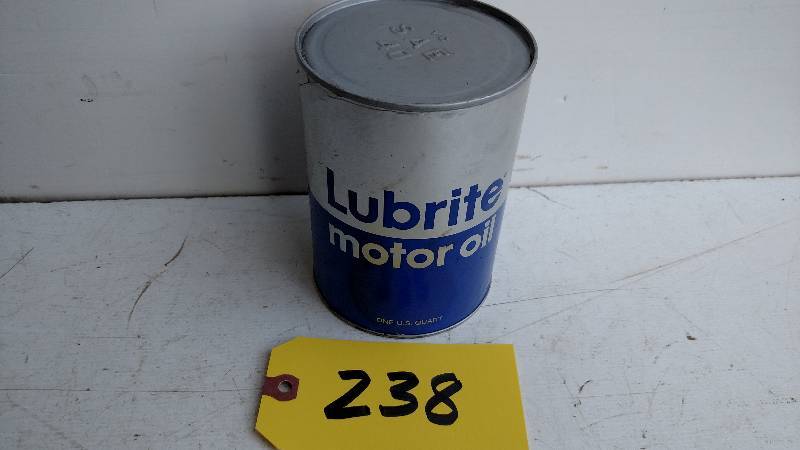 Lubrite
motor oil
ONE U.S. QUART
238